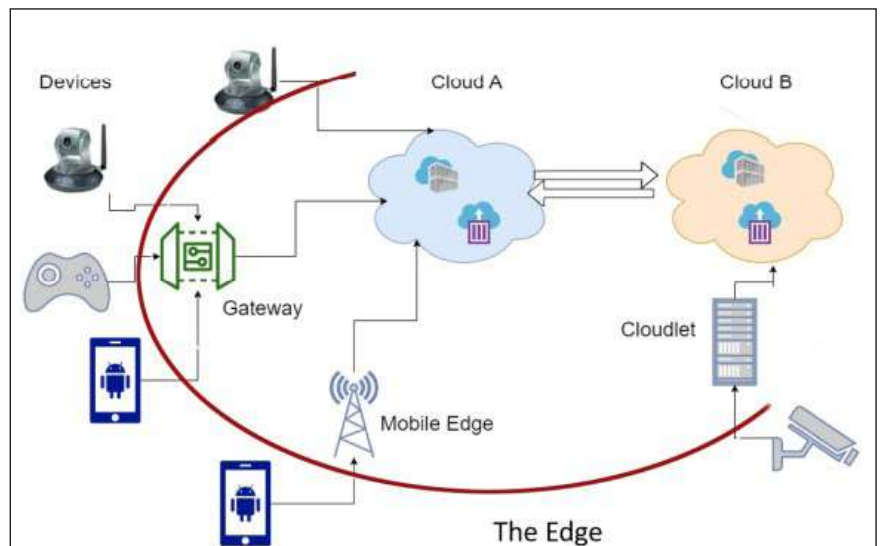 Devices
Cloud A
Cloud B
Gateway
Cloudlet
Mobile Edge
The Edge